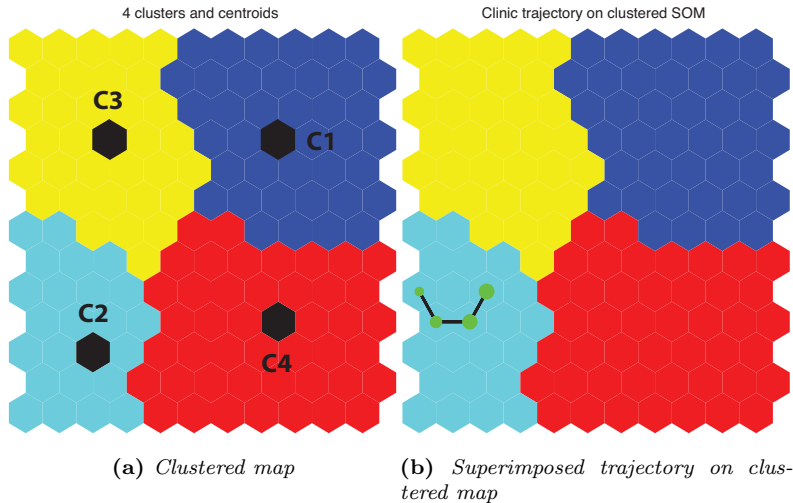 4 clusters and centroids
Clinic trajectory on clustered SOM
C3
C1
C2
C4
(a) Clustered map
(b) Superimposed trajectory on clus-
tered map